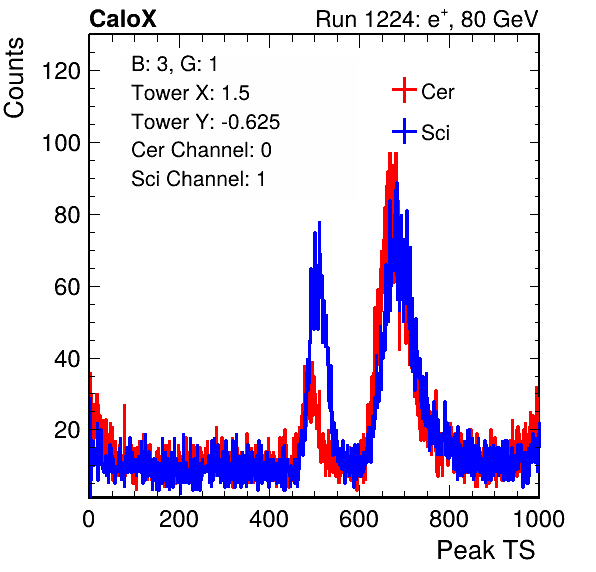 CaloX Run 1224: e⁺, 80 GeV
Counts
B: 3, G: 1
Tower X: 1.5
Tower Y: -0.625
Cer Channel: 0
Sci Channel: 1
Cer
Sci
120
100
80
60
40
20
0 200 400 600 800 1000
Peak TS